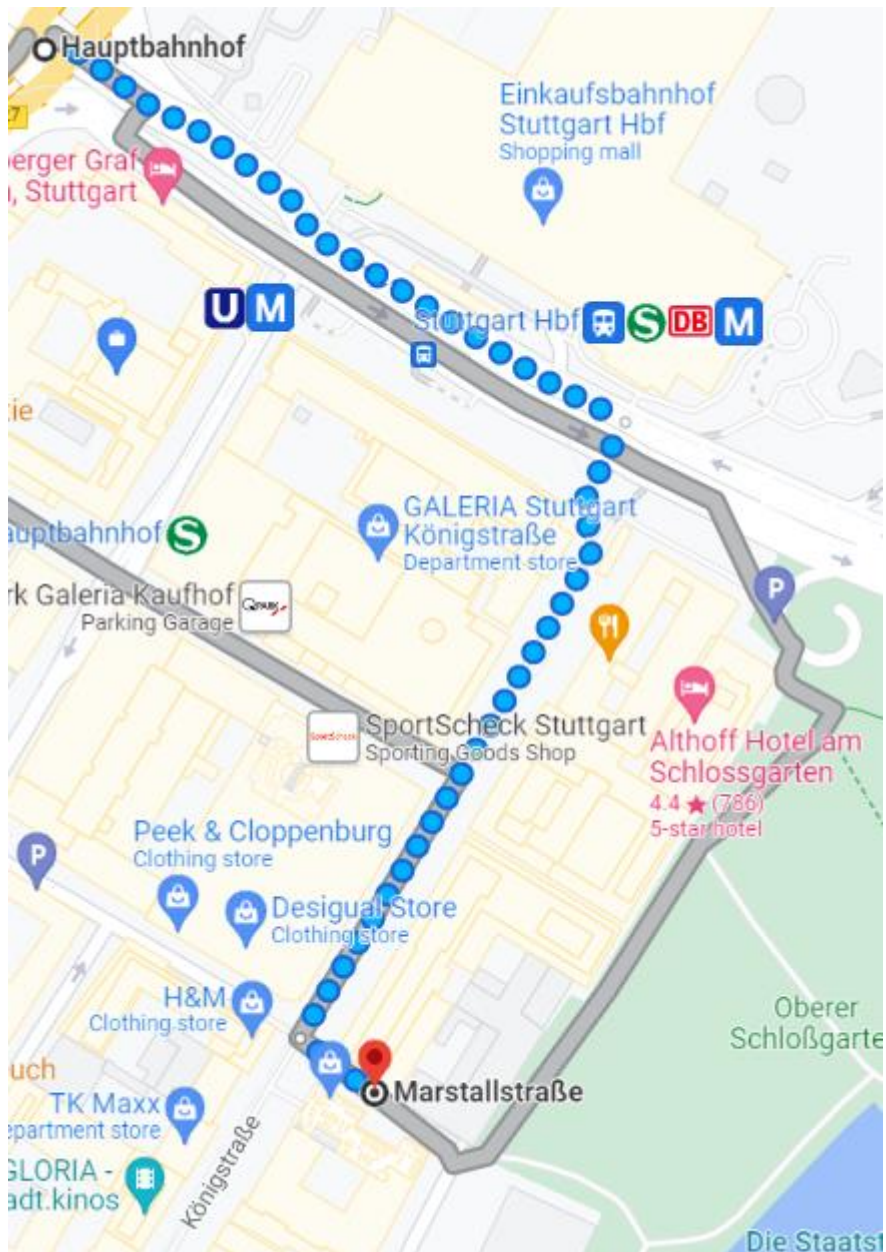 Hauptbahnhof
27
Einkaufsbahnhof
Stuttgart Hbf
Shopping mall
berger Graf
, Stuttgart
U M
Stuttgart Hbf S DB M
GALERIA Stuttgart
Königstraße
Department store
auptbahnhof S
rk Galeria Kaufhof
Parking Garage
SportScheck Stuttgart
Sporting Goods Shop
P
Althoff Hotel am
Schlossgarten
4.4 ★ (786)
5-star hotel
Peek & Cloppenburg
Clothing store
P
Desigual Store
Clothing store
H&M
Clothing store
Oberer
Schloßgarte
Marstallstraße
uch
TK Maxx
epartment store
Königstraße
GLORIA -
adt.kinos
Die Staatst